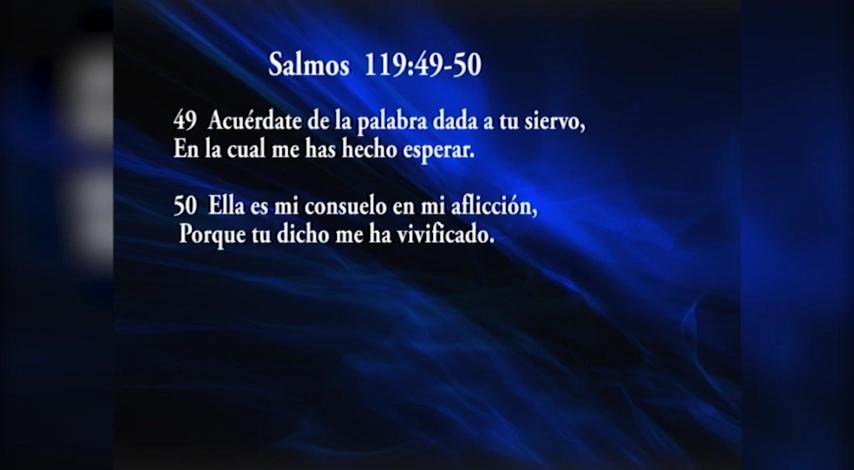 Salmos 119:49-50
49 Acuérdate de la palabra dada a tu siervo,
En la cual me has hecho esperar.
50 Ella es mi consuelo en mi aflicción,
Porque tu dicho me ha vivificado.